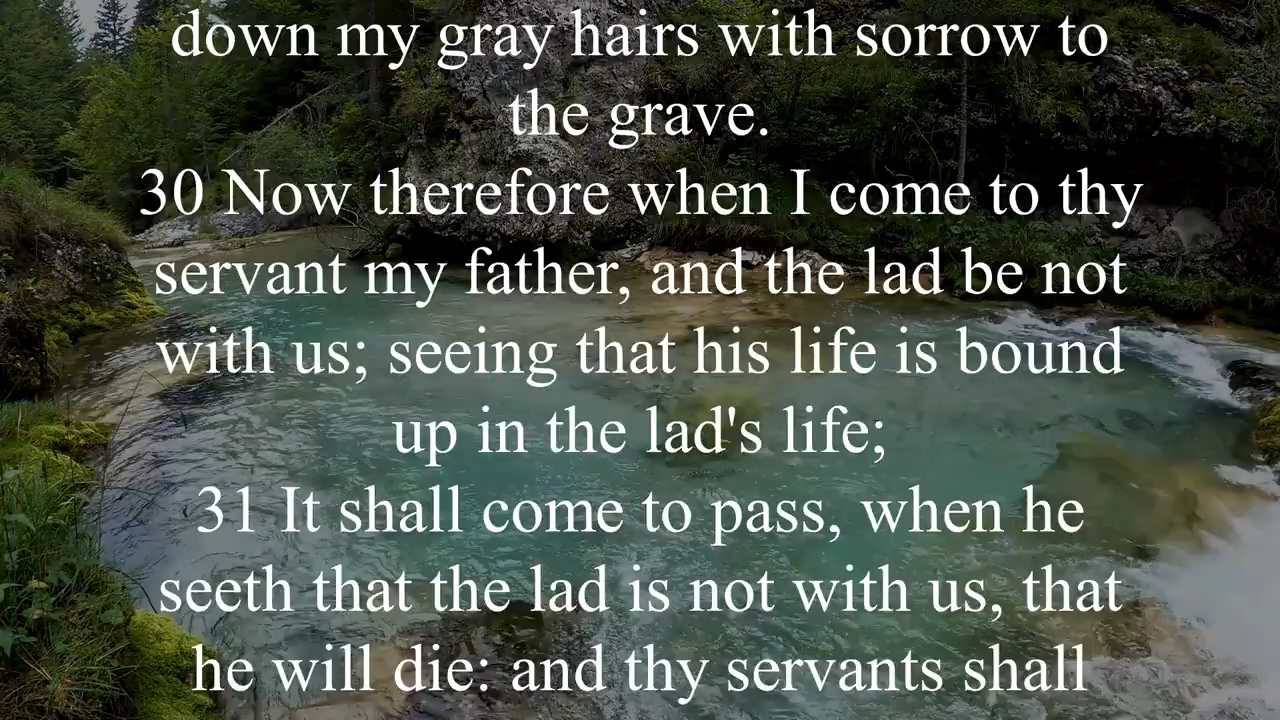 down my gray hairs with sorrow to
the grave.
30 Now therefore when I come to thy
servant my father, and the lad be not
with us; seeing that his life is bound
up in the lad's life;
31 It shall come to pass, when he
seeth that the lad is not with us, that
he will die: and thy servants shall